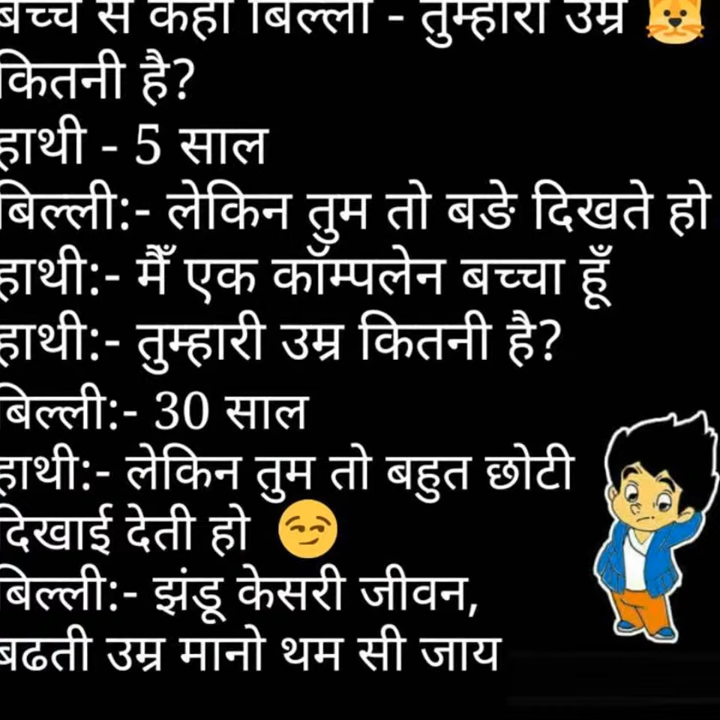 बच्चे से कहा बिल्ली - तुम्हारी उम्र
कितनी है?
हाथी - 5 साल
बिल्ली:- लेकिन तुम तो बडे दिखते हो
हाथी:- मैँ एक कॉम्पलेन बच्चा हूँ
हाथी:- तुम्हारी उम्र कितनी है?
बिल्ली:- 30 साल
हाथी:- लेकिन तुम तो बहुत छोटी
दिखाई देती हो 😏
बिल्ली:- झंडू केसरी जीवन,
बढती उम्र मानो थम सी जाय